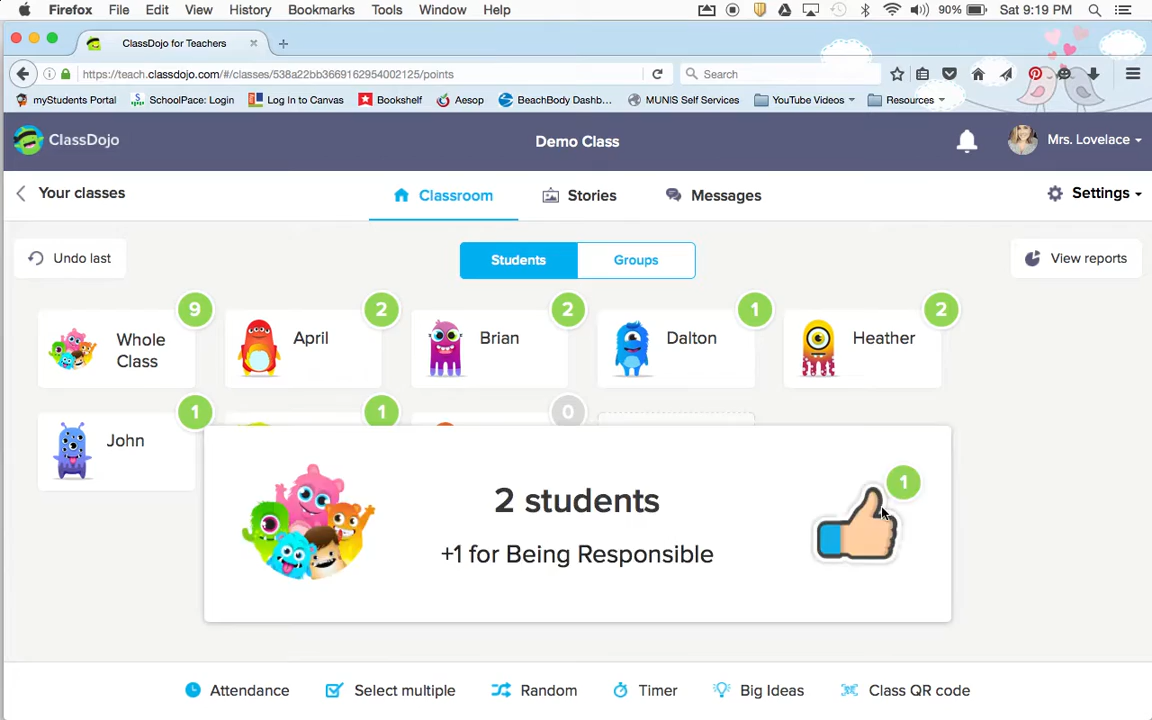 Firefox File Edit View History Bookmarks Tools Window Help 90% Sat 9:19 PM
ClassDojo for Teachers
https://teach.classdojo.com/#/classes/538a22bb3669162954002125/points Search
myStudents Portal SchoolPace: Login Log In to Canvas Bookshelf Aesop BeachBody Dashb... MUNIS Self Services YouTube Videos Resources
ClassDojo Demo Class Mrs. Lovelace
Your classes Classroom Stories Messages Settings
Undo last Students Groups View reports
9 2 2 1 2
Whole Class April Brian Dalton Heather
1 1 0
John
1
2 students
+1 for Being Responsible
Attendance Select multiple Random Timer Big Ideas Class QR code